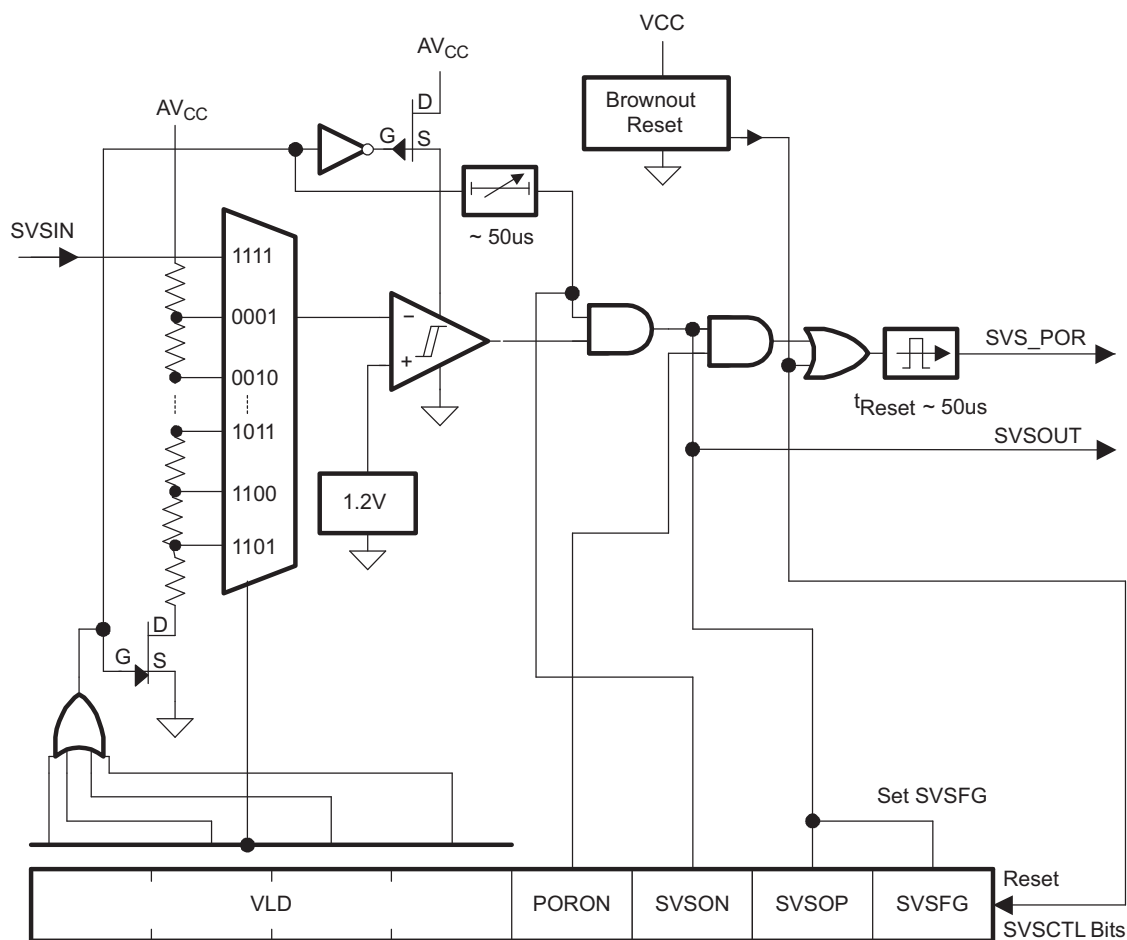 VCC
AVCC
Brownout
Reset
AVCC
D
G
S
SVSIN
~ 50us
1111
0001
0010
1011
1100
1101
–
+
1.2V
SVS_POR
tReset ~ 50us
SVSOUT
D
G
S
Set SVSFG
VLD
PORON
SVSON
SVSOP
SVSFG
Reset
SVSCTL Bits